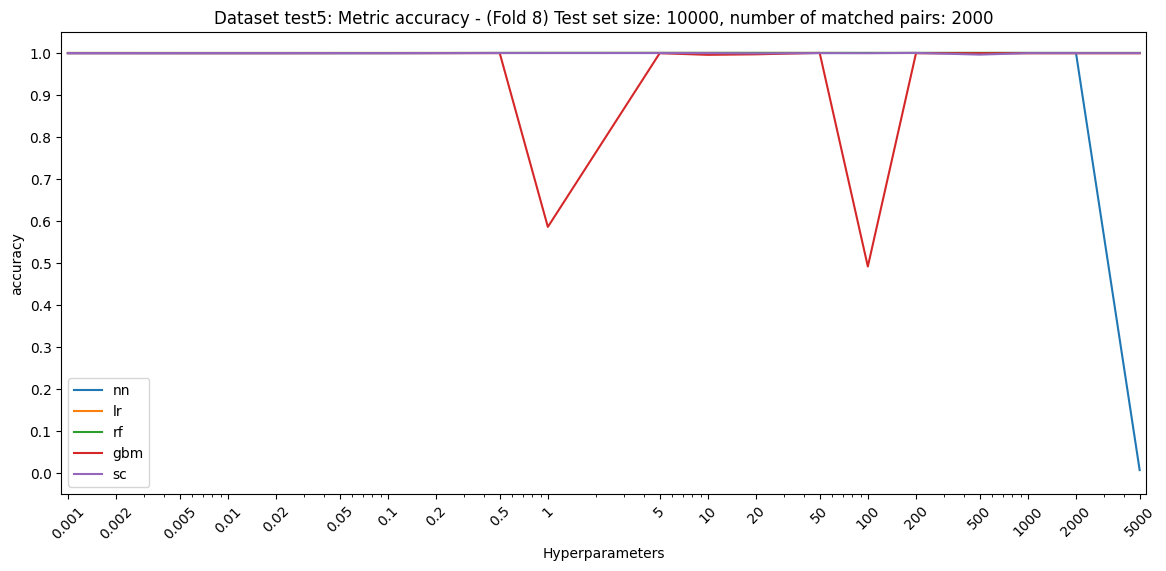 Dataset test5: Metric accuracy - (Fold 8) Test set size: 10000, number of matched pairs: 2000
accuracy
1.0
0.9
0.8
0.7
0.6
0.5
0.4
0.3
0.2
0.1
0.0
nn
lr
rf
gbm
sc
0.001 0.002 0.005 0.01 0.02 0.05 0.1 0.2 0.5 1 5 10 20 50 100 200 500 1000 2000 5000
Hyperparameters